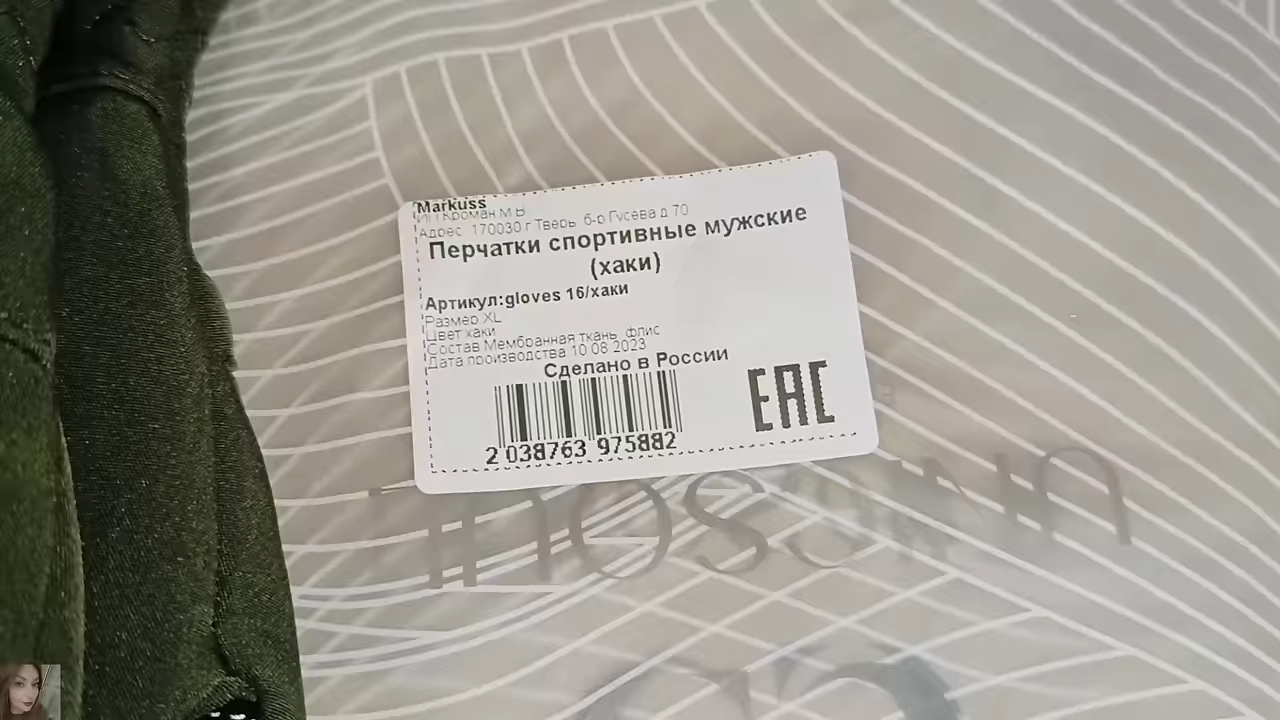 Markuss
ИП Кроман М В
Адрес 170030 г Тверь б-р Гусева д 70
Перчатки спортивные мужские
(хаки)
Артикул:gloves 16/хаки
Размер XL
Цвет хаки
Состав Мембранная ткань, флис
Дата производства 10 08 2023
Сделано в России
EAC
2 038763 975882